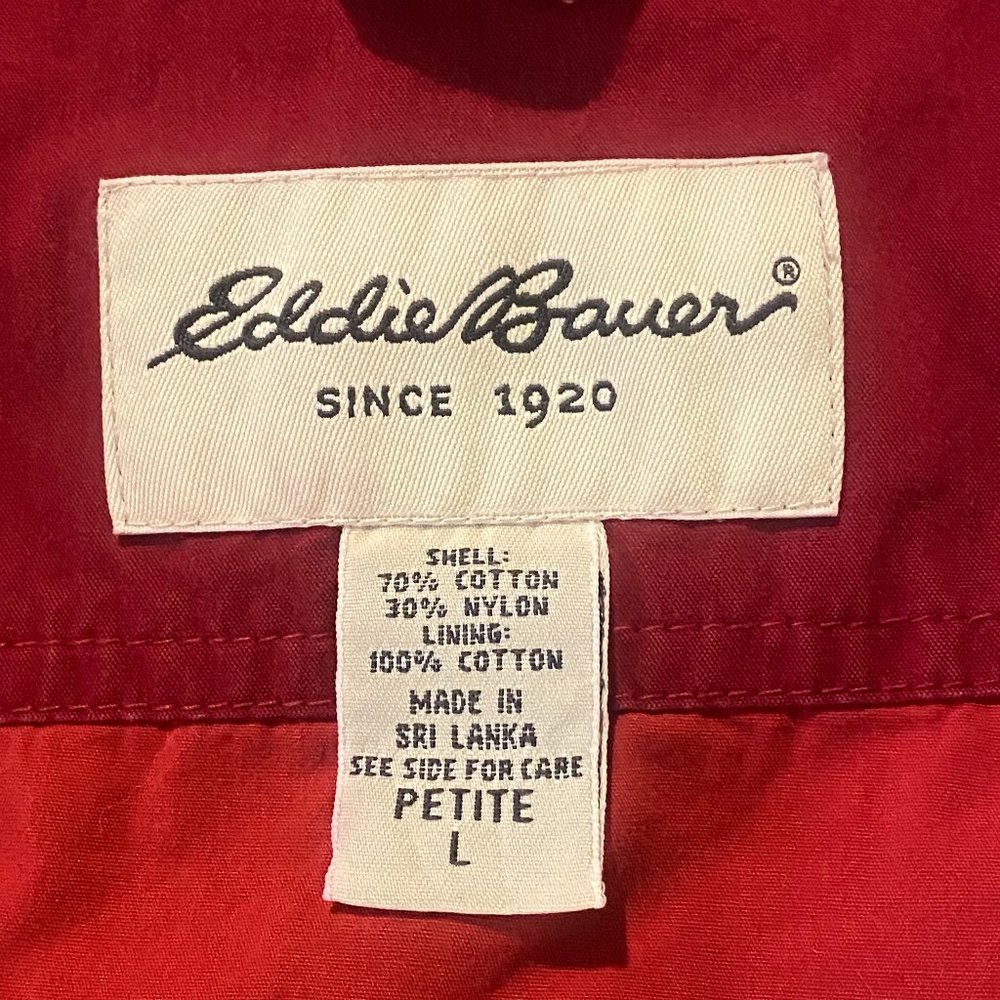 Eddie Bauer®
SINCE 1920
SHELL:
70% COTTON
30% NYLON
LINING:
100% COTTON
MADE IN
SRI LANKA
SEE SIDE FOR CARE
PETITE
L